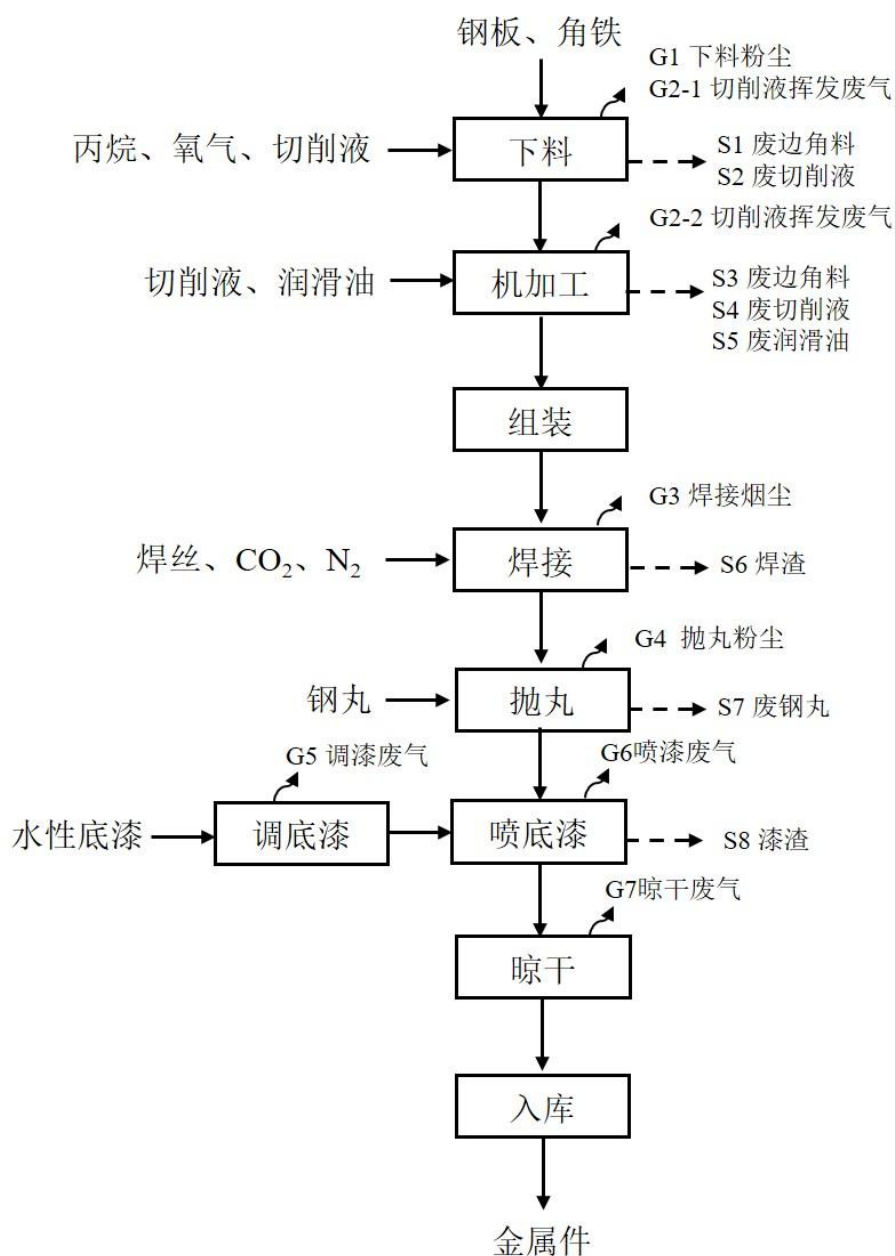 钢板、角铁
G1 下料粉尘
G2-1 切削液挥发废气
丙烷、氧气、切削液
下料
S1 废边角料
S2 废切削液
G2-2 切削液挥发废气
切削液、润滑油
机加工
S3 废边角料
S4 废切削液
S5 废润滑油
组装
G3 焊接烟尘
焊丝、CO₂、N₂
焊接
S6 焊渣
G4 抛丸粉尘
钢丸
抛丸
S7 废钢丸
G5 调漆废气
G6喷漆废气
水性底漆
调底漆
喷底漆
S8 漆渣
G7晾干废气
晾干
入库
金属件